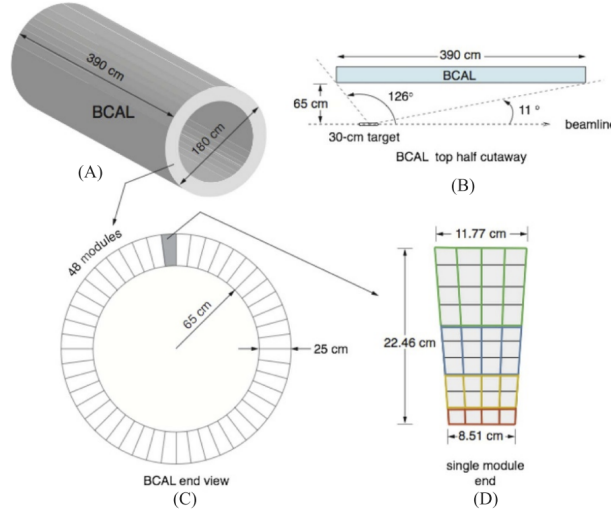 390 cm
BCAL
180 cm
(A)
390 cm
BCAL
65 cm
126°
11 °
30-cm target
beamline
BCAL top half cutaway
(B)
48 modules
65 cm
25 cm
BCAL end view
(C)
11.77 cm
22.46 cm
8.51 cm
single module
end
(D)